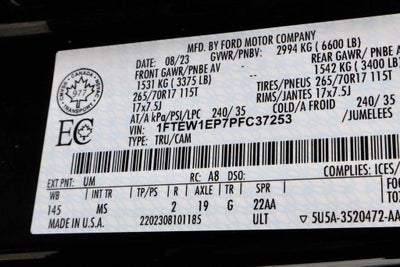 MFD. BY FORD MOTOR COMPANY
DATE: 08/23 GVWR/PNBV: 2994 KG ( 6600 LB)
FRONT GAWR/ PNBE AV REAR GAWR/ PNBE
1531 KG ( 3375 LB) 1542 KG ( 3400 LB)
265/70R17 115T TIRES/PNEUS 265/70R17 115T
17x7.5J RIMS/JANTES 17x7.5J
AT/A kPa/PSI/LPC 240/ 35 COLD/A FROID 240/ 35
VIN: 1FTEW1EP7PFC37253 /JUMELEES
TYPE: TRU/CAM
CANADA
EC
EXT PNT: UM RC: A8 DSO: COMPLIES: ICES/
WB INT TR TP/PS R AXLE TR SPR
145 MS 2 19 G 22AA
MADE IN U.S.A. 2202308101185 ULT 5U5A-3520472-AA